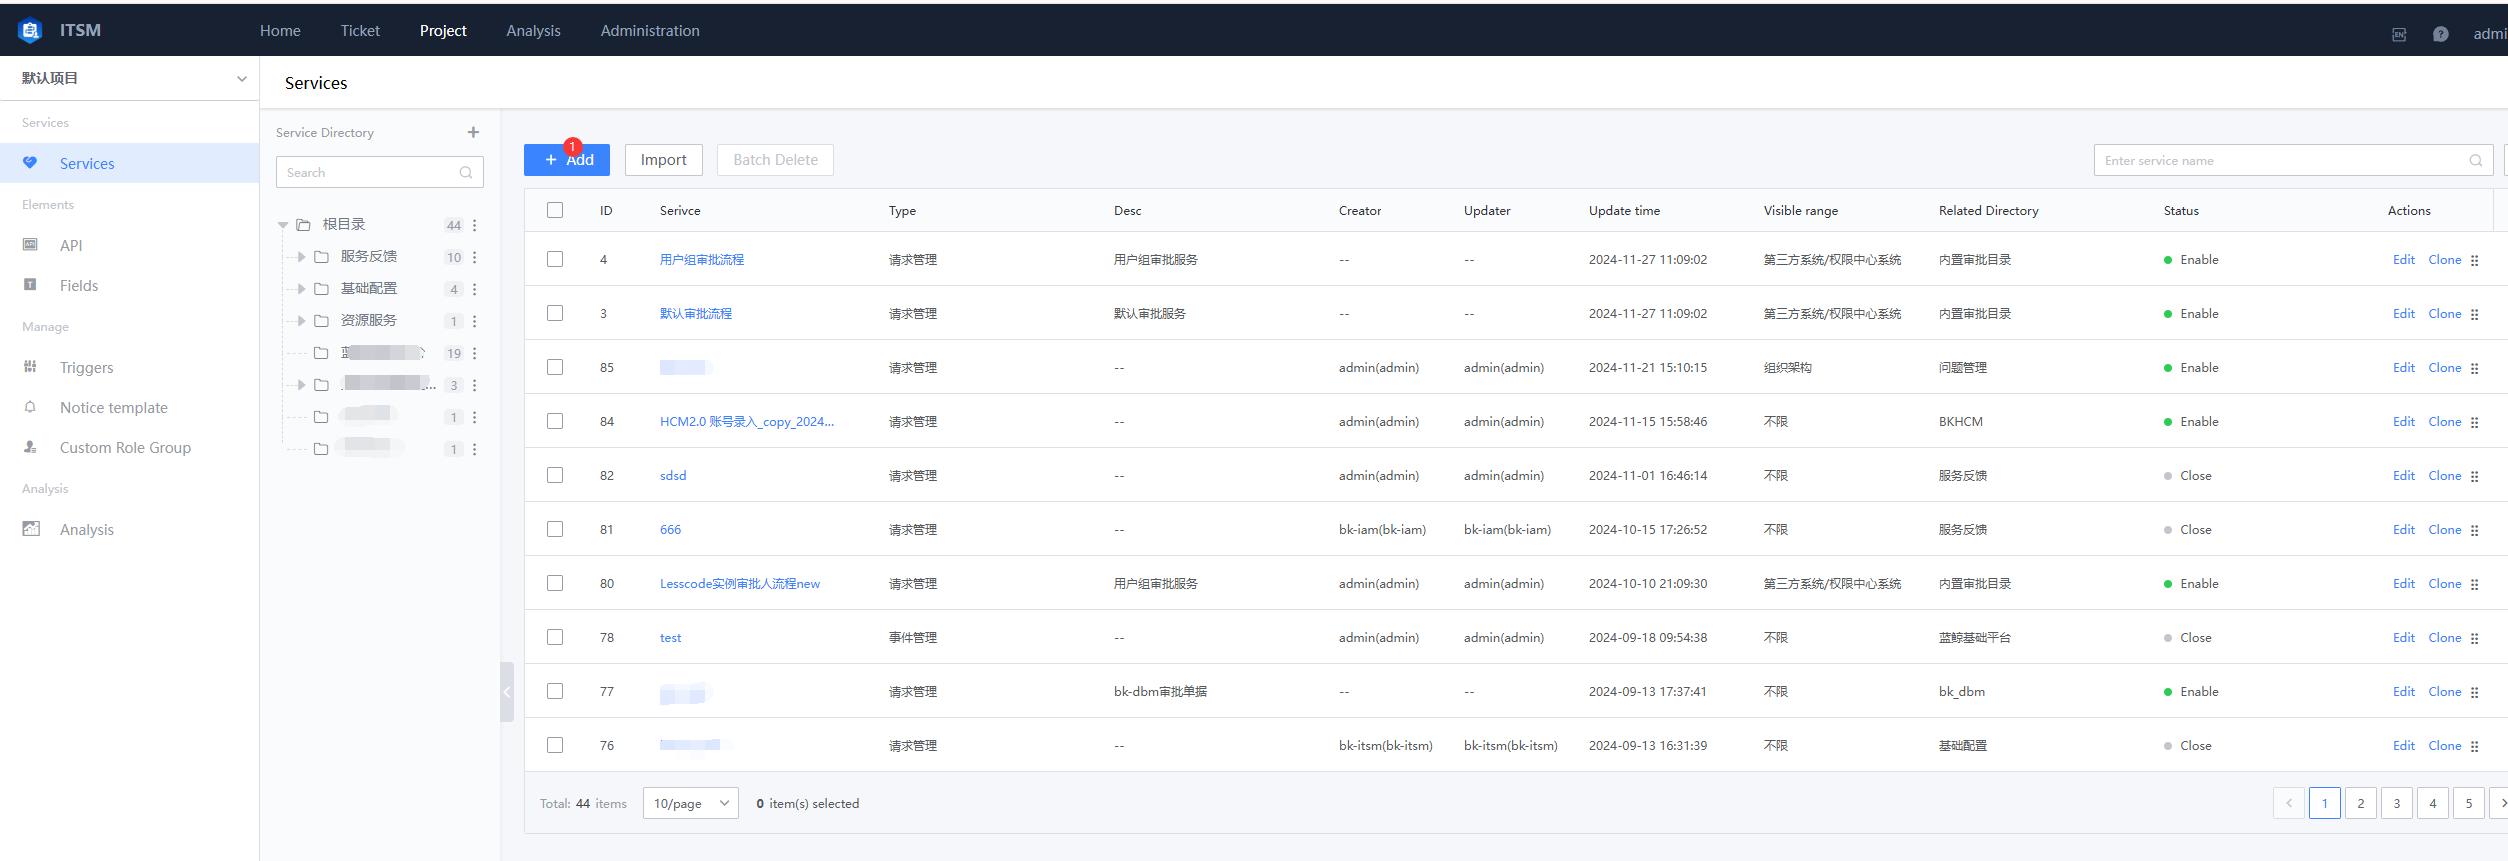 ITSM Home Ticket Project Analysis Administration EN ? admi
默认项目
Services
Services
Services
Elements
API
Fields
Manage
Triggers
Notice template
Custom Role Group
Analysis
Analysis
Service Directory +
Search
根目录 44
服务反馈 10
基础配置 4
资源服务 1
19
... 3
1
1
+ Add 1 Import Batch Delete Enter service name
ID Serivce Type Desc Creator Updater Update time Visible range Related Directory Status Actions
4 用户组审批流程 请求管理 用户组审批服务 -- -- 2024-11-27 11:09:02 第三方系统/权限中心系统 内置审批目录 Enable Edit Clone
3 默认审批流程 请求管理 默认审批服务 -- -- 2024-11-27 11:09:02 第三方系统/权限中心系统 内置审批目录 Enable Edit Clone
85 请求管理 -- admin(admin) admin(admin) 2024-11-21 15:10:15 组织架构 问题管理 Enable Edit Clone
84 HCM2.0 账号录入_copy_2024... 请求管理 -- admin(admin) admin(admin) 2024-11-15 15:58:46 不限 BKHCM Enable Edit Clone
82 sdsd 请求管理 -- admin(admin) admin(admin) 2024-11-01 16:46:14 不限 服务反馈 Close Edit Clone
81 666 请求管理 -- bk-iam(bk-iam) bk-iam(bk-iam) 2024-10-15 17:26:52 不限 服务反馈 Close Edit Clone
80 Lesscode实例审批人流程new 请求管理 用户组审批服务 admin(admin) admin(admin) 2024-10-10 21:09:30 第三方系统/权限中心系统 内置审批目录 Enable Edit Clone
78 test 事件管理 -- admin(admin) admin(admin) 2024-09-18 09:54:38 不限 蓝鲸基础平台 Close Edit Clone
77 请求管理 bk-dbm审批单据 -- -- 2024-09-13 17:37:41 不限 bk_dbm Enable Edit Clone
76 请求管理 -- bk-itsm(bk-itsm) bk-itsm(bk-itsm) 2024-09-13 16:31:39 不限 基础配置 Close Edit Clone
Total: 44 items 10/page 0 item(s) selected 1 2 3 4 5